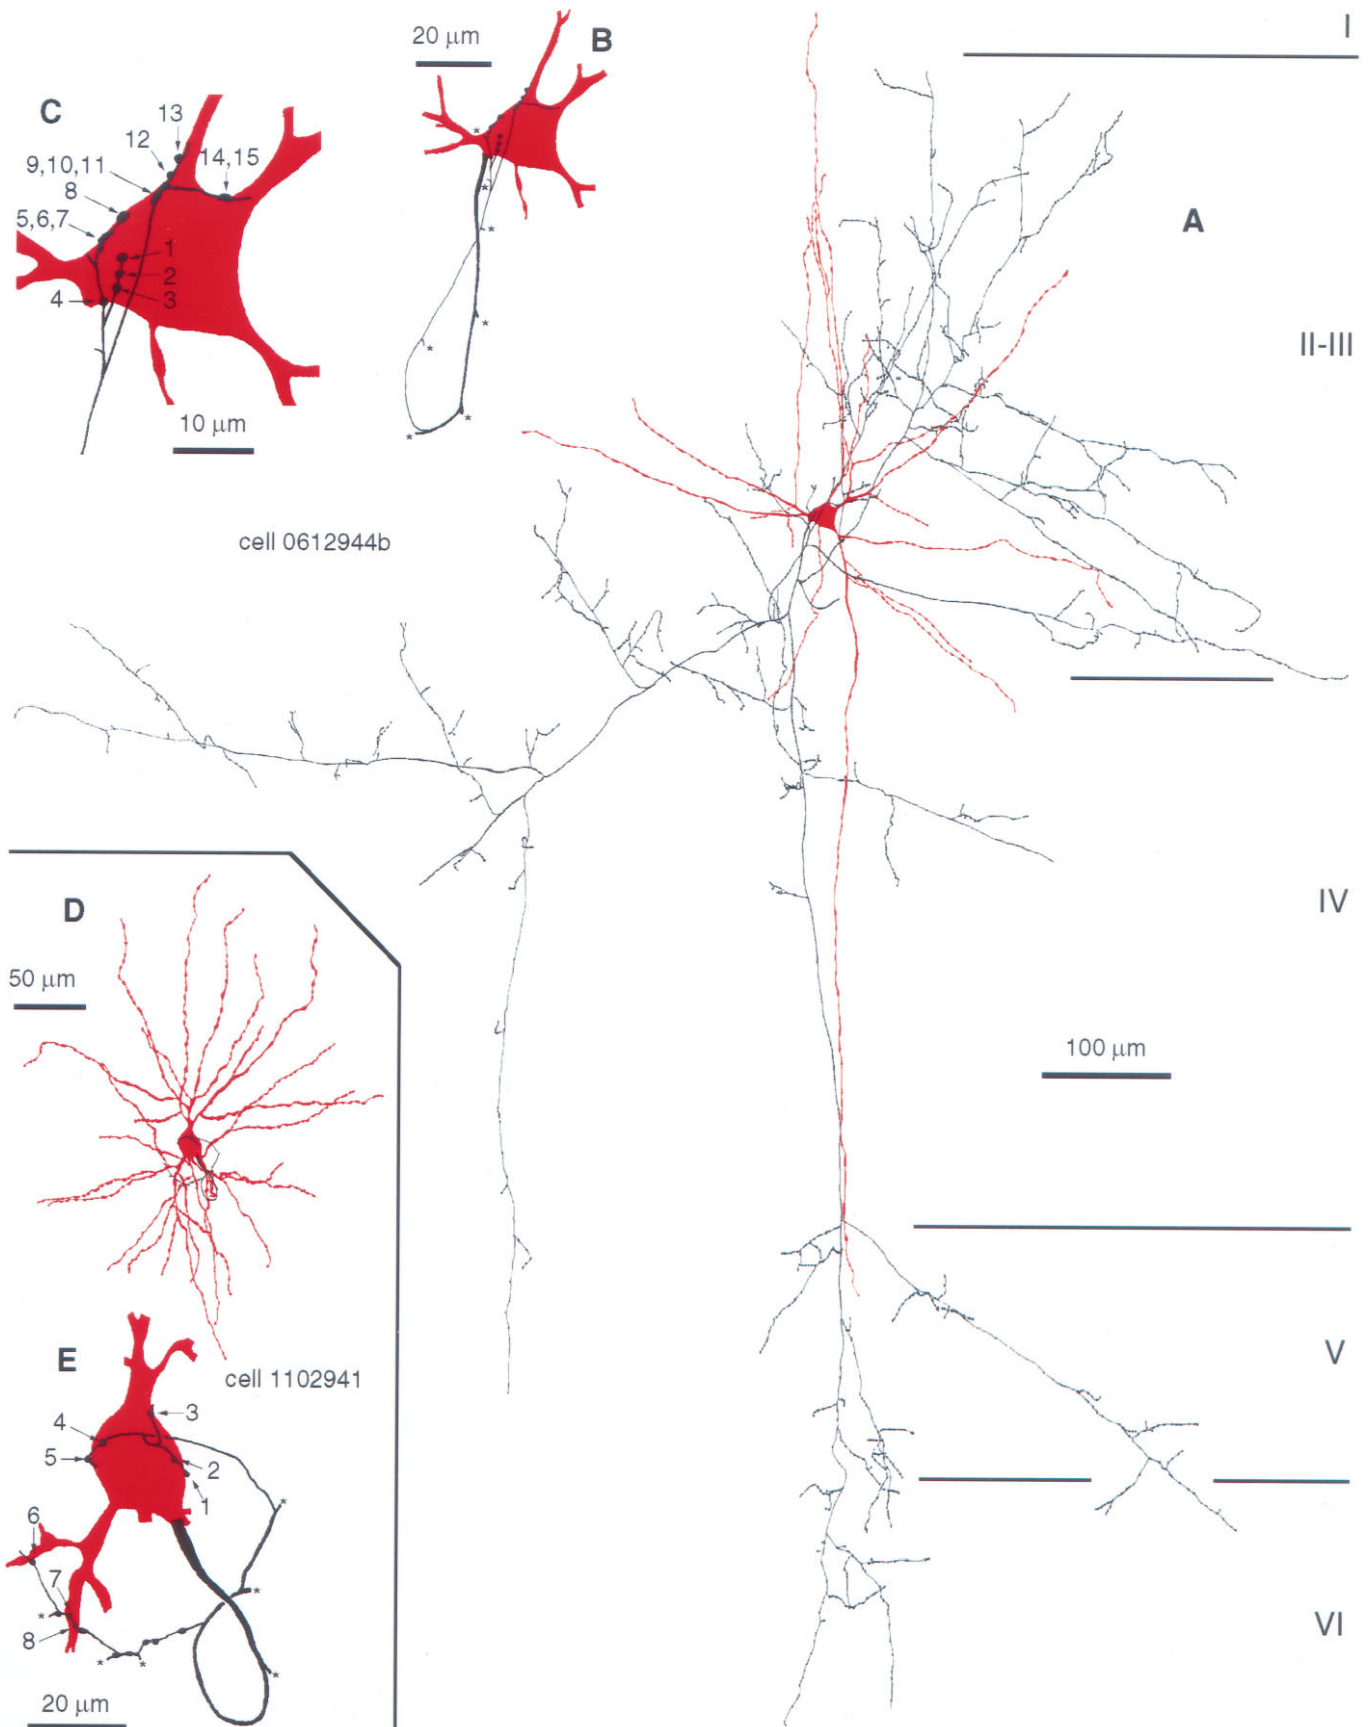 I
20 µm
B
C
13
12
14,15
9,10,11
8
5,6,7
1
2
4
3
10 µm
A
II-III
cell 0612944b
IV
D
50 µm
100 µm
V
E
cell 1102941
3
4
5
2
1
6
7
8
20 µm
VI
* * * * * * *
* * * * * *